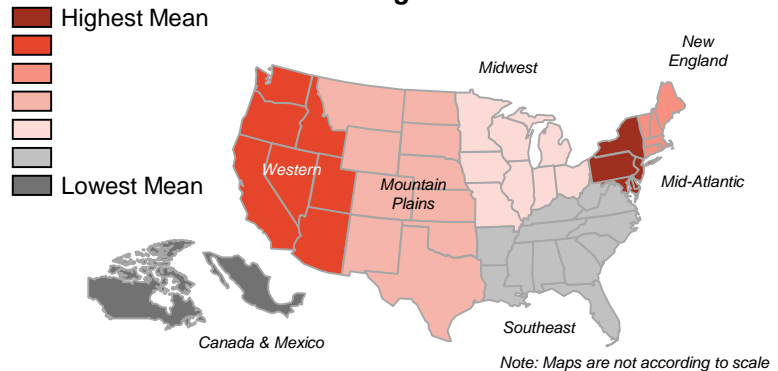 Highest Mean
New
England
Midwest
Western
Mountain
Plains
Mid-Atlantic
Lowest Mean
Southeast
Canada & Mexico
Note: Maps are not according to scale